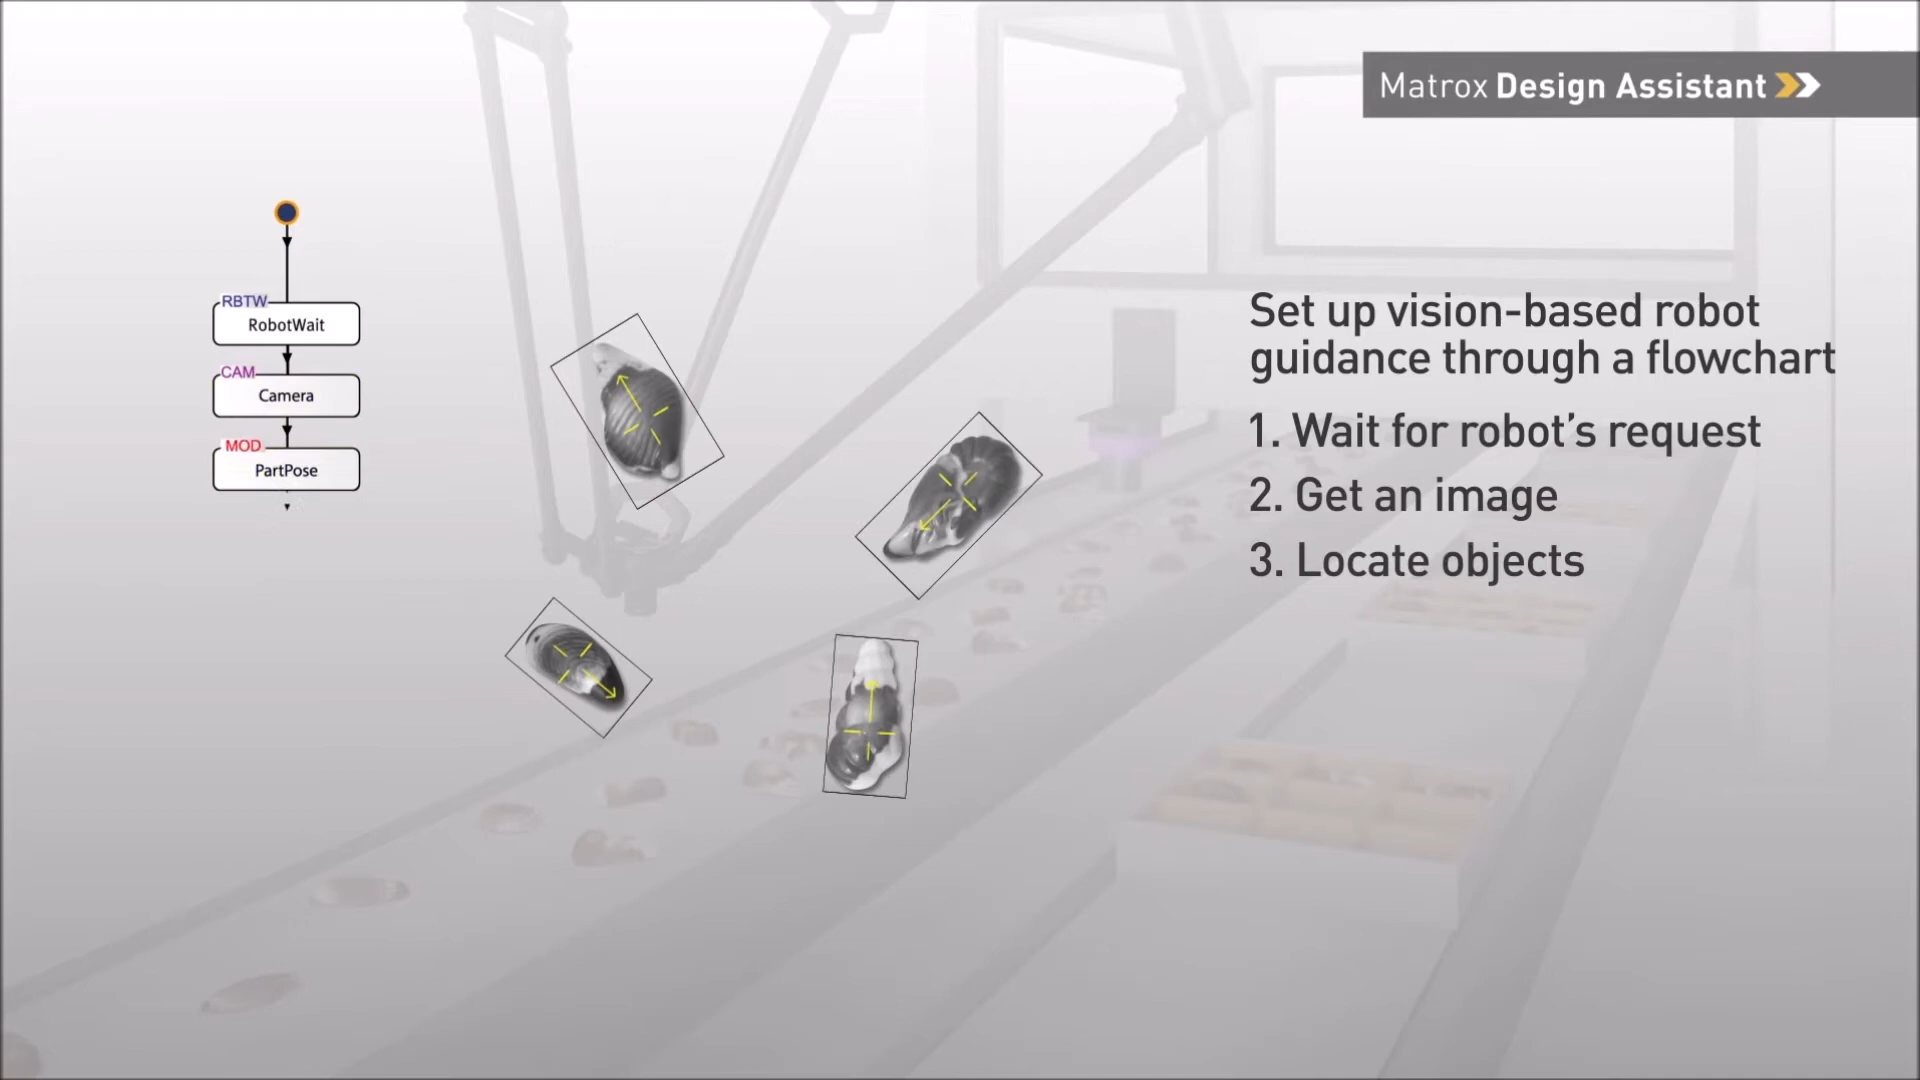 Matrox Design Assistant
RBTW
RobotWait
CAM
Camera
MOD
PartPose
Set up vision-based robot
guidance through a flowchart
1. Wait for robot's request
2. Get an image
3. Locate objects